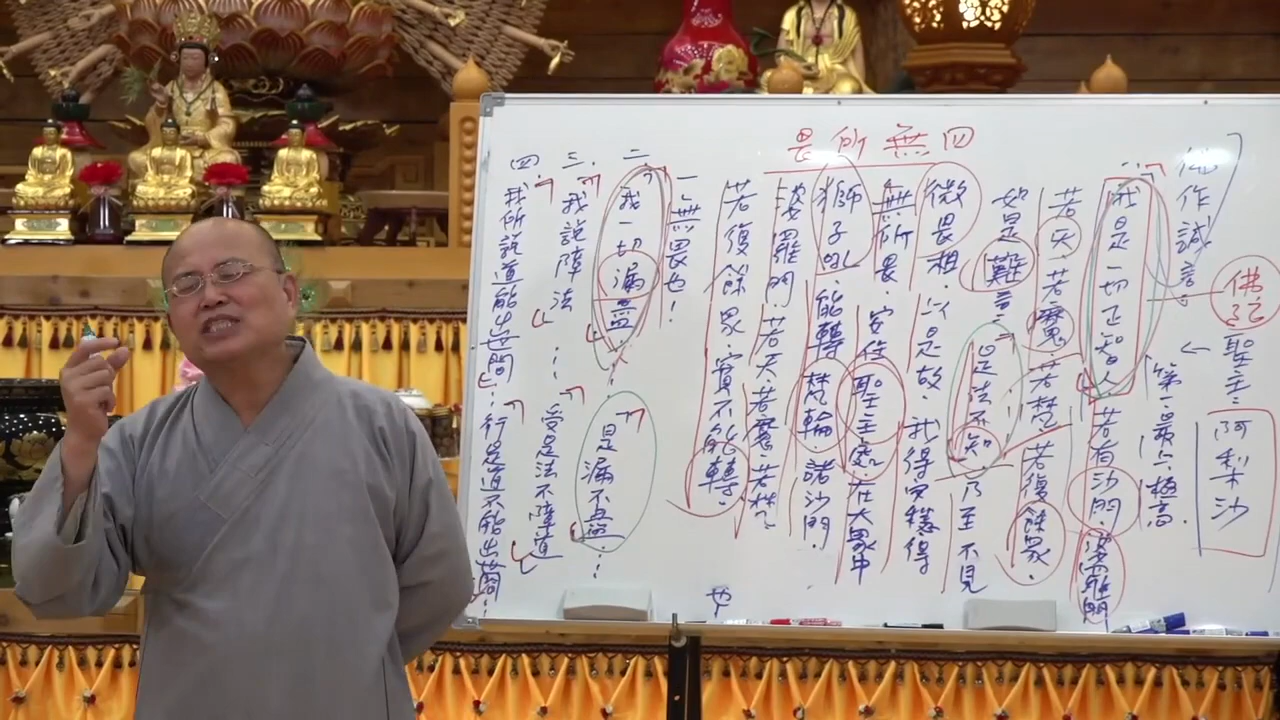 四無所畏
佛作誠言。
佛說聖主。 阿梨沙
第一最上極高。
一、「我是一切正智人」若有沙門、婆羅門、
若天、若魔、若梵、若復餘眾、
如是難言「是法不知」乃至不見
微畏相、以是故、我得安穩得
無所畏、安住聖主處、在大眾中
獅子吼、能轉梵輪、諸沙門
婆羅門、若天、若魔、若梵、
若復餘眾、實不能轉、
一無畏也!
二、「我一切漏盡」…「是漏不盡」…
三、「我說障法」…「受是法不障道」
四、「我所說道能出世間」…「行是道不能出世間」…
也